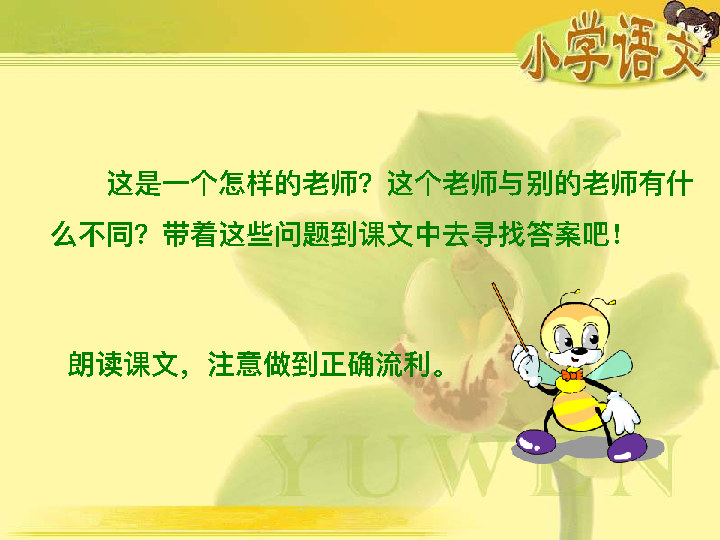 小学语文
这是一个怎样的老师？这个老师与别的老师有什
么不同？带着这些问题到课文中去寻找答案吧！
朗读课文，注意做到正确流利。
YUWEN